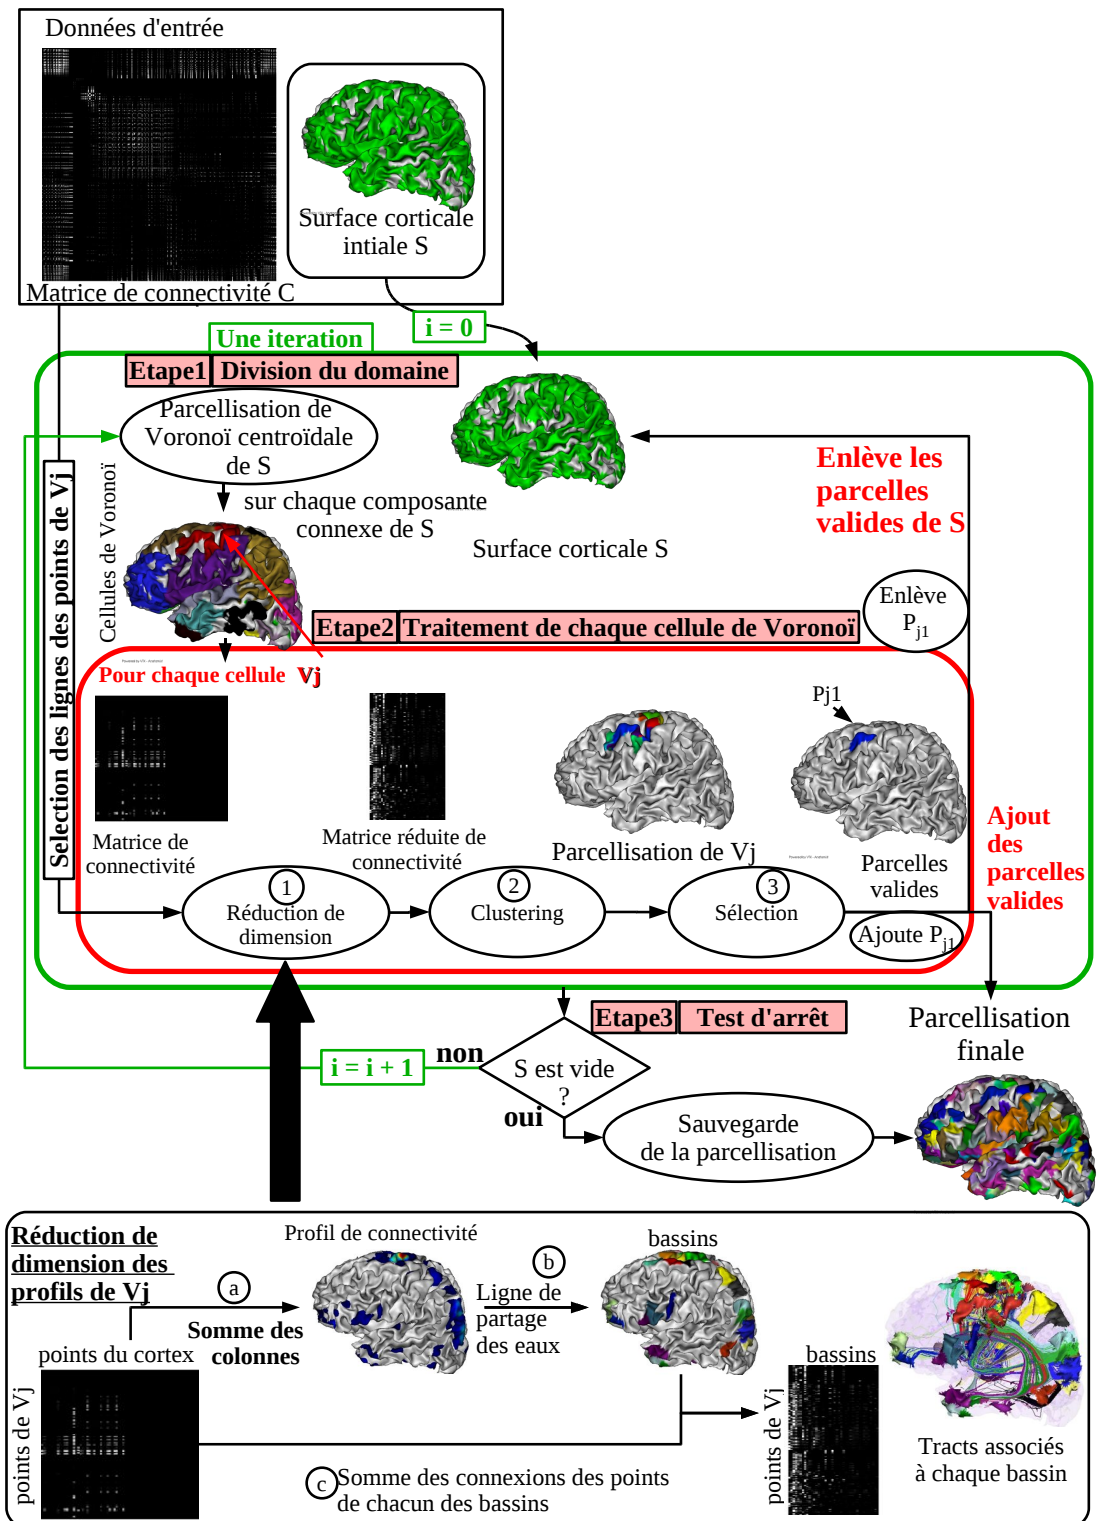 Données d'entrée
Surface corticale
intiale S
Matrice de connectivité C
i = 0
Une iteration
Etape1 Division du domaine
Parcellisation de
Voronoï centroïdale
de S
sur chaque composante
connexe de S
Surface corticale S
Enlève les
parcelles
valides de S
Selection des lignes des points de Vj
Cellules de Voronoï
Enlève
Pj1
Etape2 Traitement de chaque cellule de Voronoï
Pour chaque cellule Vj
Pj1
Matrice de
connectivité
Matrice réduite de
connectivité
Parcellisation de Vj
Parcelles
valides
Ajout
des
parcelles
valides
1
Réduction de
dimension
2
Clustering
3
Sélection
Ajoute Pj1
Etape3 Test d'arrêt
Parcellisation
finale
i = i + 1
non
S est vide
?
oui
Sauvegarde
de la parcellisation
Réduction de
dimension des
profils de Vj
Profil de connectivité
bassins
a
b
Somme des
colonnes
Ligne de
partage
des eaux
points du cortex
points de Vj
bassins
points de Vj
c
Somme des connexions des points
de chacun des bassins
Tracts associés
à chaque bassin